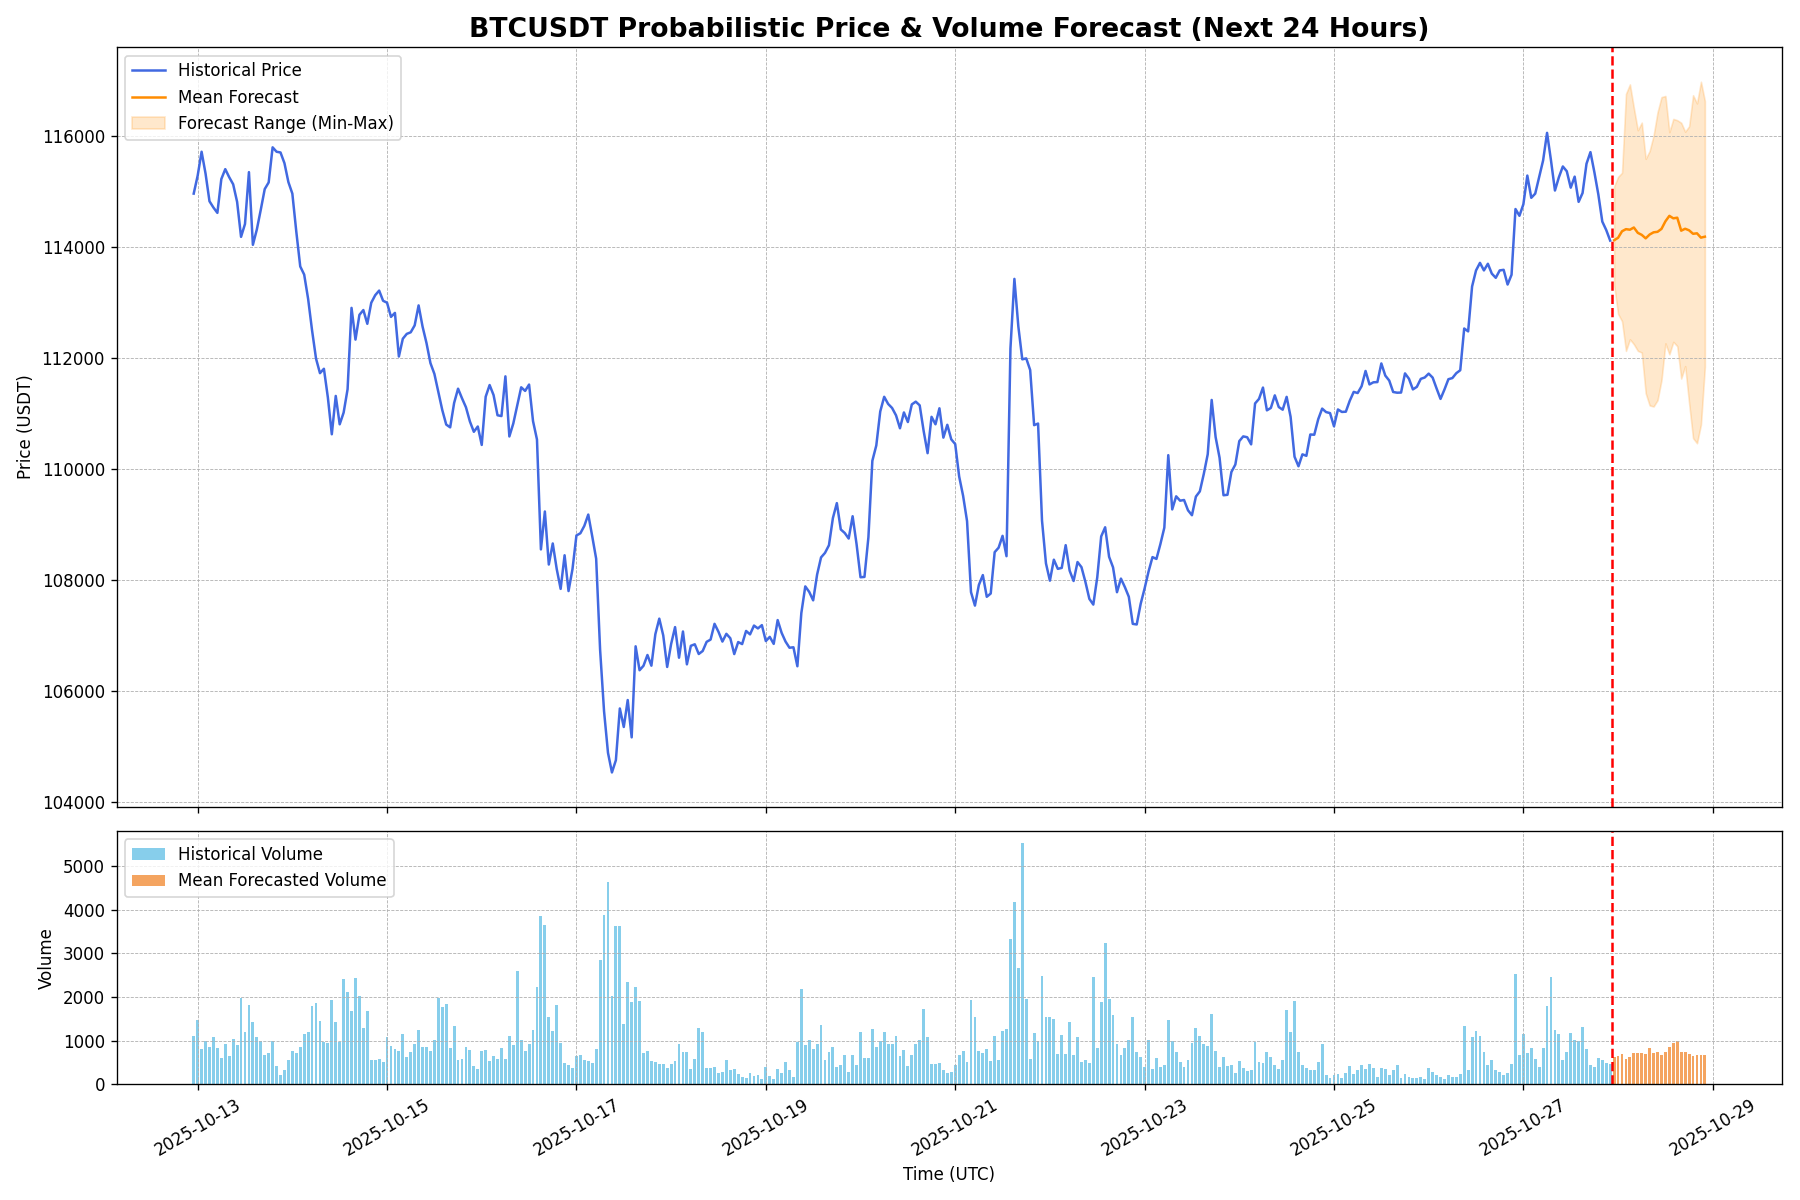 BTCUSDT Probabilistic Price & Volume Forecast (Next 24 Hours)
Historical Price
Mean Forecast
Forecast Range (Min-Max)
116000
114000
112000
110000
108000
106000
104000
Price (USDT)
Historical Volume
Mean Forecasted Volume
5000
4000
3000
2000
1000
0
Volume
2025-10-13
2025-10-15
2025-10-17
2025-10-19
2025-10-21
2025-10-23
2025-10-25
2025-10-27
2025-10-29
Time (UTC)